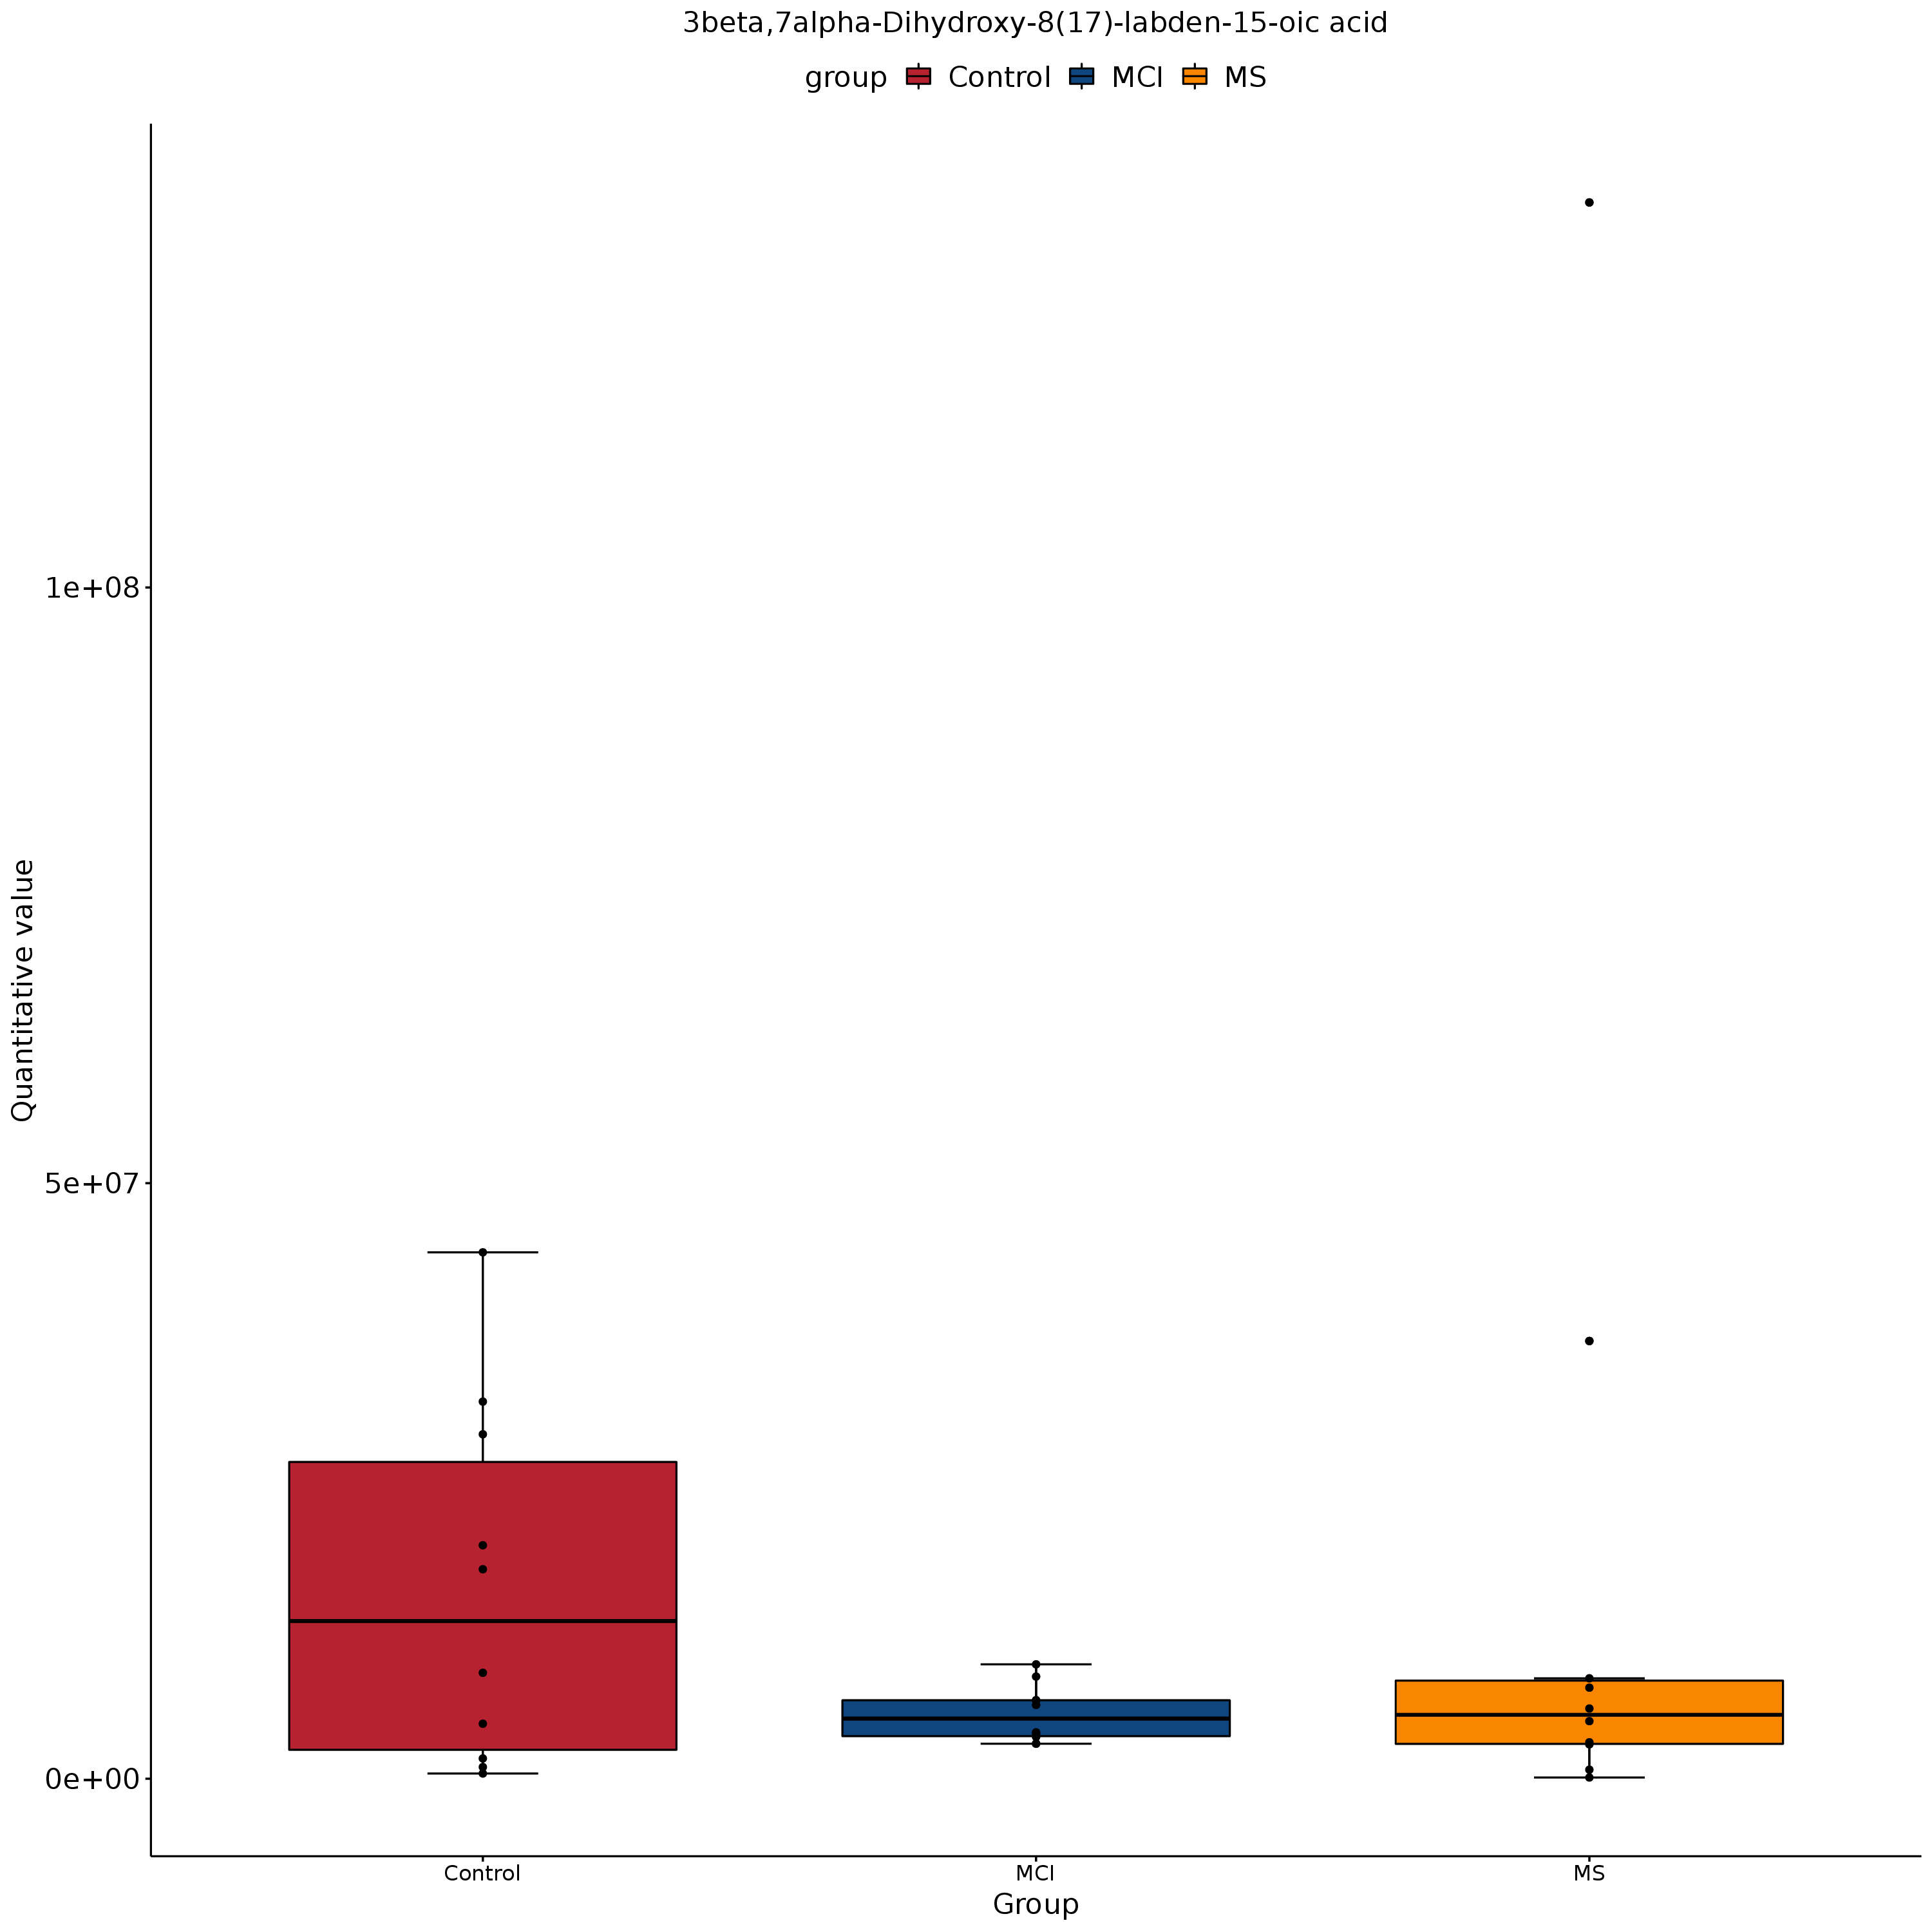 3beta,7alpha-Dihydroxy-8(17)-labden-15-oic acid
group Control MCI MS
Quantitative value
1e+08
5e+07
0e+00
Control MCI MS
Group